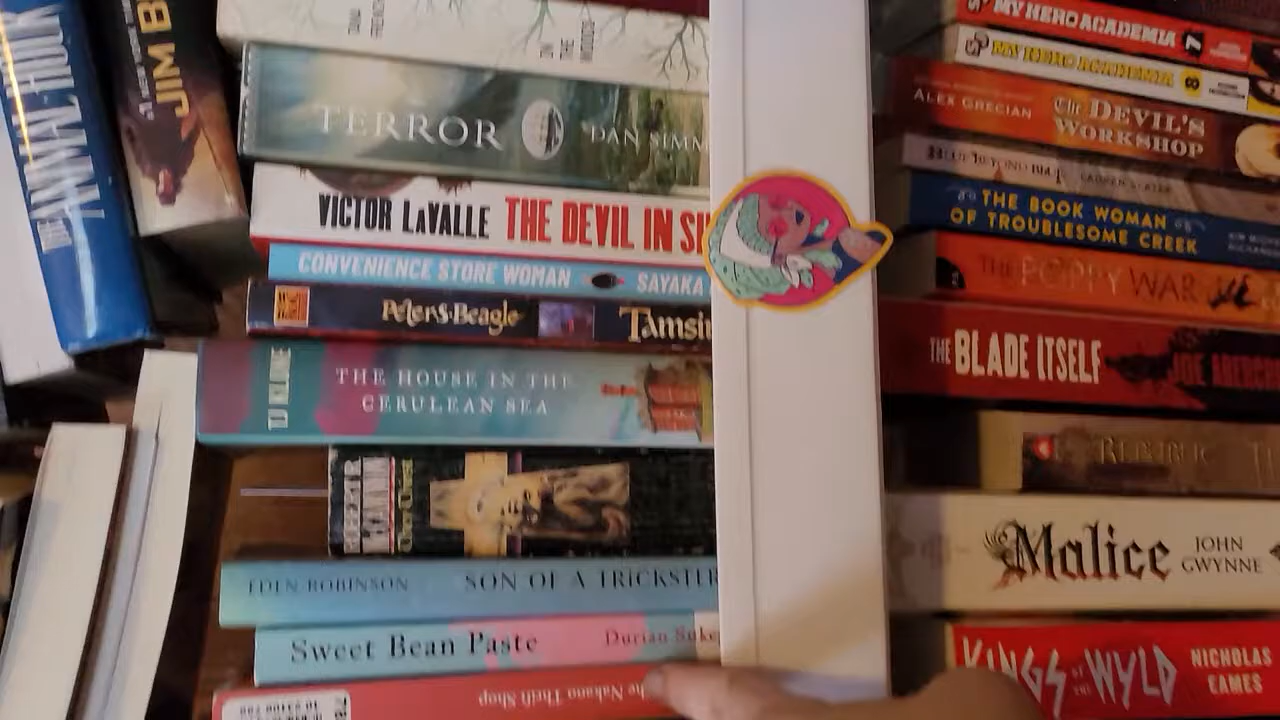 JIM B
TERROR
DAN SIMM
VICTOR LAVALLE THE DEVIL IN SI
CONVENIENCE STORE WOMAN SAYAKA
Peter S. Beagle Tamsin
THE HOUSE IN THE
CERULEAN SEA
EDEN ROBINSON SON OF A TRICKSTER
Sweet Bean Paste Durian Suke
The Nakano Thrift Shop
MY HERO ACADEMIA 7
MY HERO ACADEMIA 8
ALEX GRECIAN The DEVIL'S
WORKSHOP
THE BOOK WOMAN
OF TROUBLESOME CREEK
THE POPPY WAR
THE BLADE ITSELF JOE ABERCR
REPUBLIC
Malice JOHN
GWYNNE
KINGS OF THE WYLD NICHOLAS
EAMES